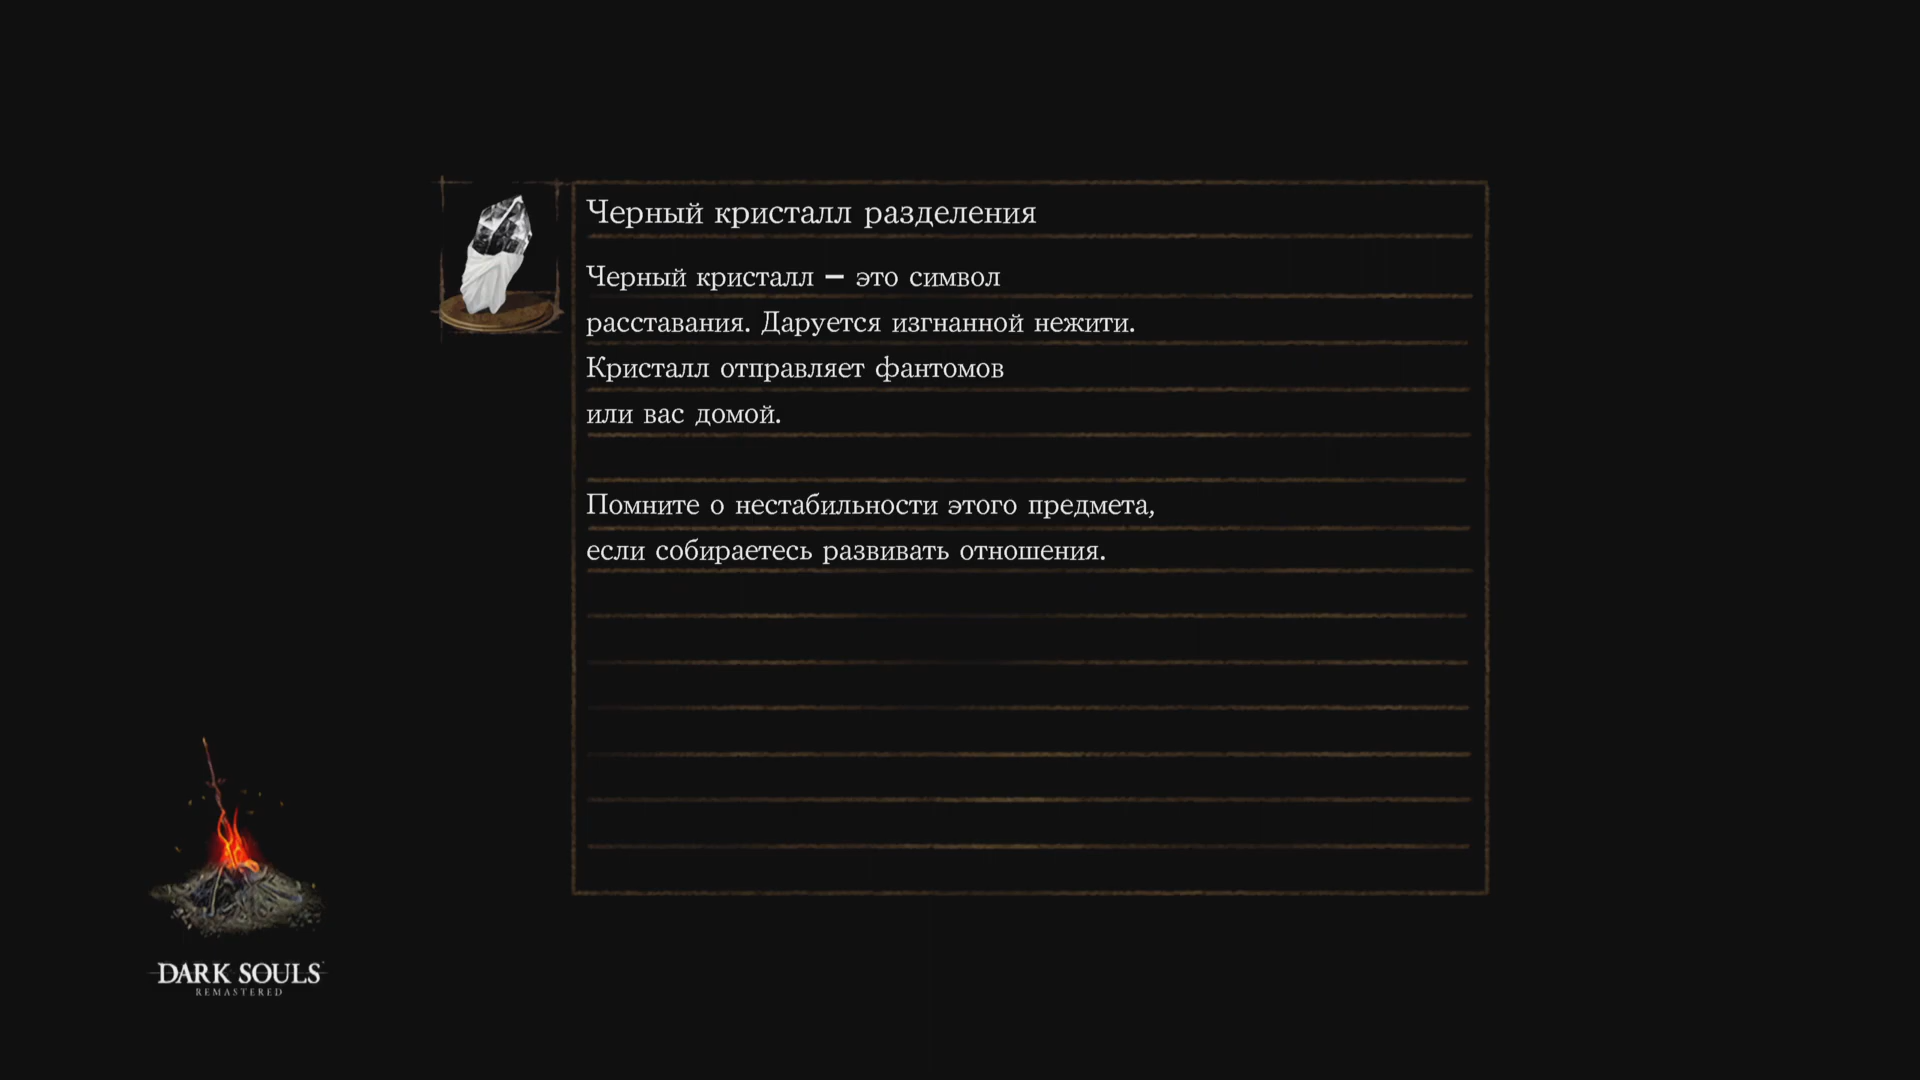 Черный кристалл разделения
Черный кристалл – это символ
расставания. Даруется изгнанной нежити.
Кристалл отправляет фантомов
или вас домой.
Помните о нестабильности этого предмета,
если собираетесь развивать отношения.
DARK SOULS
REMASTERED